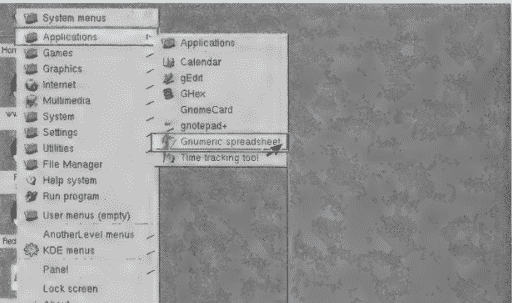 System menus
Applications
Games
Graphics
Internet
Multimedia
System
Settings
Utilities
File Manager
Help system
Run program
User menus (empty)
AnotherLevel menus
KDE menus
Panel
Lock screen
Applications
Calendar
gEdit
GHex
GnomeCard
gnotepad+
Gnumeric spreadsheet
Time tracking tool